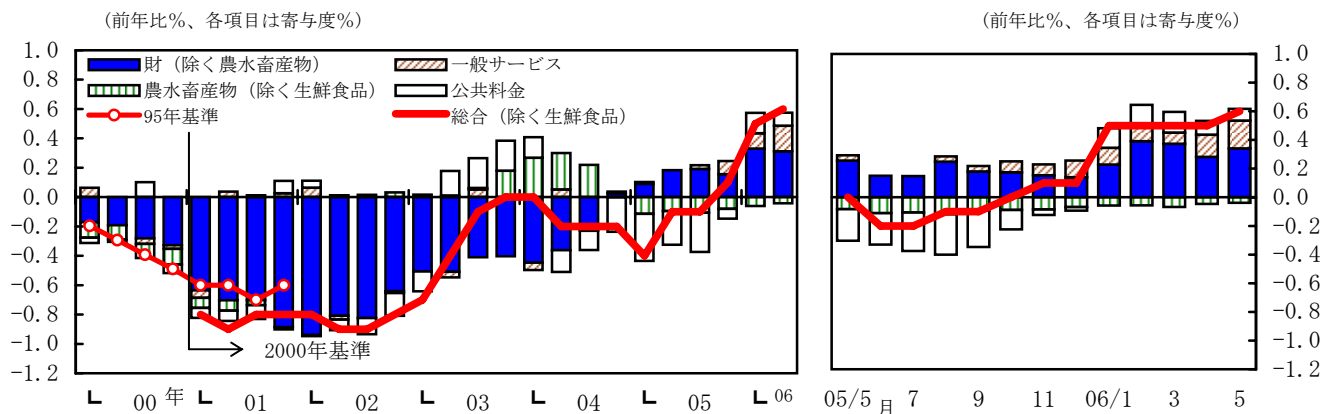 (前年比%、各項目は寄与度%)
(前年比%、各項目は寄与度%)
1.0
0.8
0.6
0.4
0.2
0.0
-0.2
-0.4
-0.6
-0.8
-1.0
-1.2
財（除く農水畜産物）
一般サービス
農水畜産物（除く生鮮食品）
公共料金
95年基準
総合（除く生鮮食品）
2000年基準
00 年 01 02 03 04 05 06
1.0
0.8
0.6
0.4
0.2
0.0
-0.2
-0.4
-0.6
-0.8
-1.0
-1.2
05/5月 7 9 11 06/1 3 5